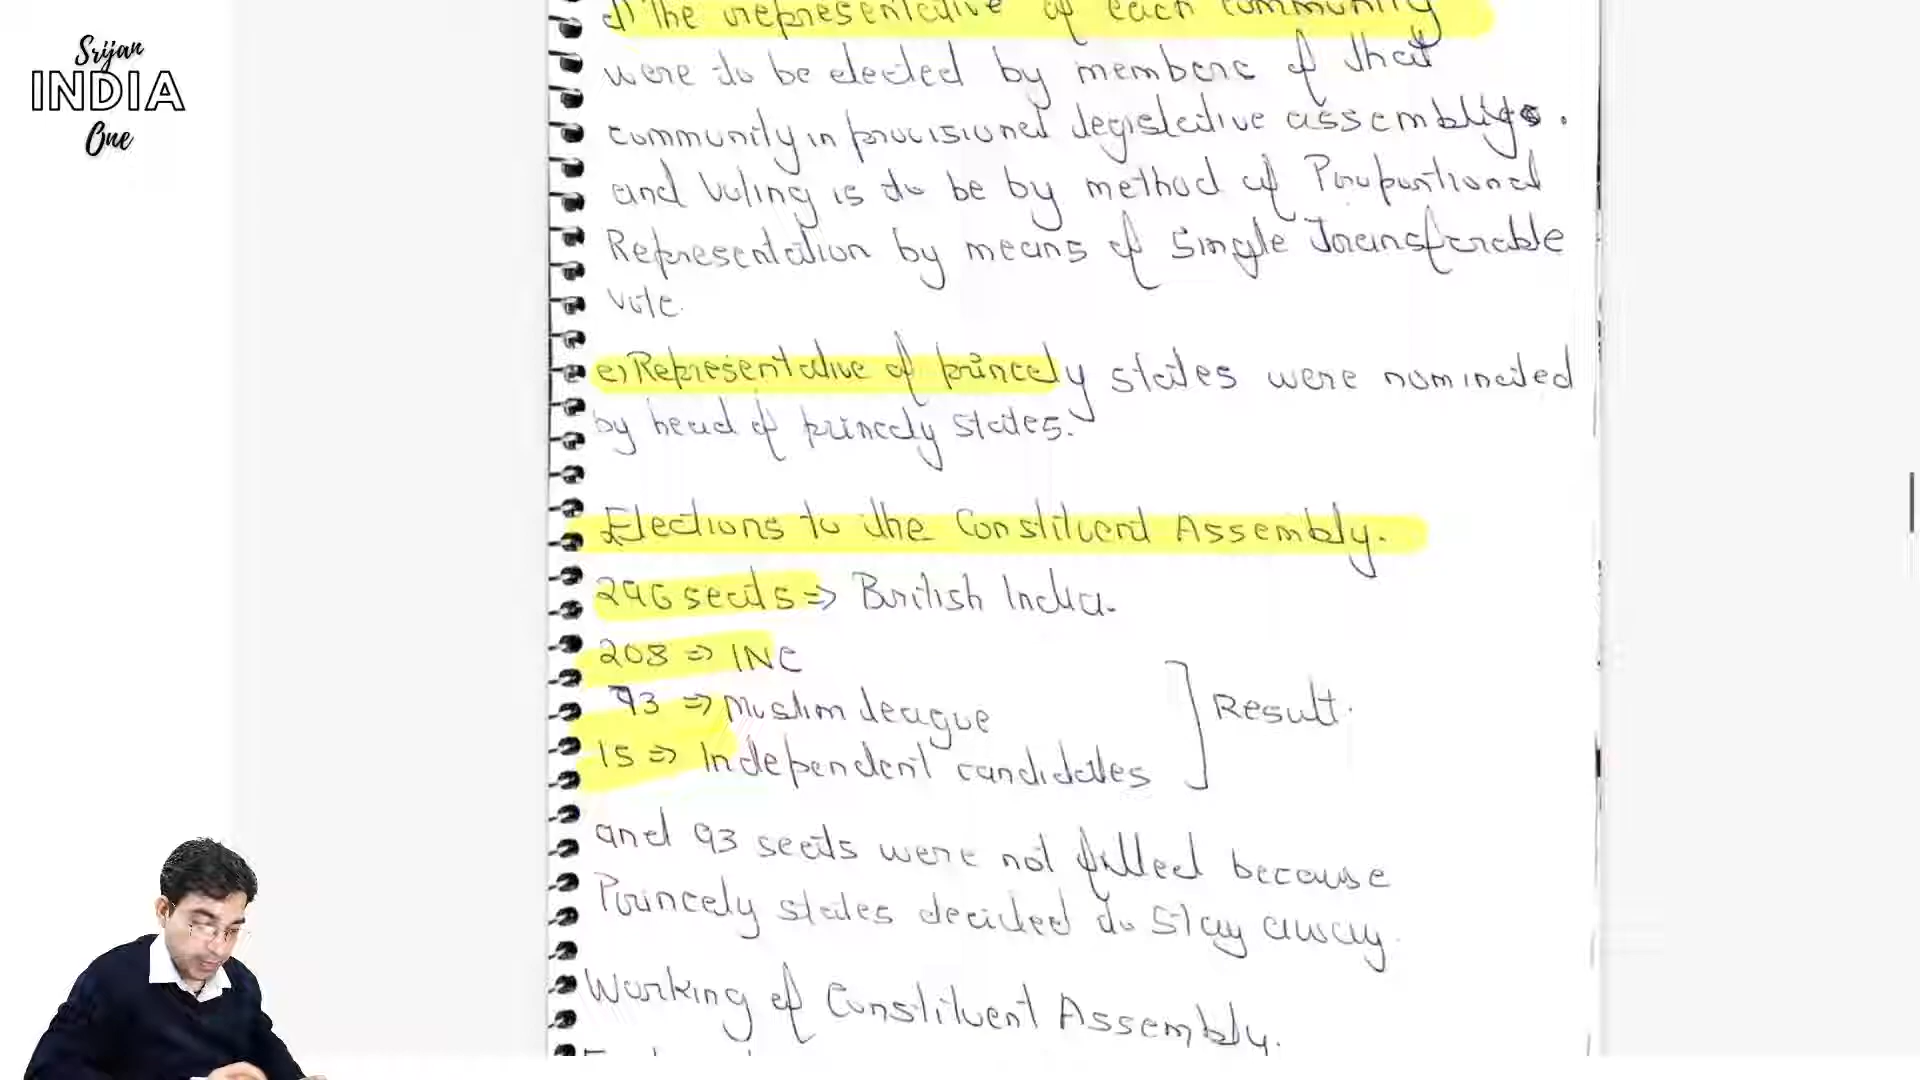 Srijan
INDIA
One
d) The representative of each community
were to be elected by members of that
community in provisional legislative assemblies.
and voting is to be by method of Proportional
Representation by means of Single Transferable
vote.
e) Representative of princely states were nominated
by head of princely states.
Elections to the Constituent Assembly.
296 seats => British India.
208 => INC
93 => Muslim league
15 => Independent candidates
Result.
and 93 seats were not filled because
Princely states decided to stay away.
Working of Constituent Assembly.